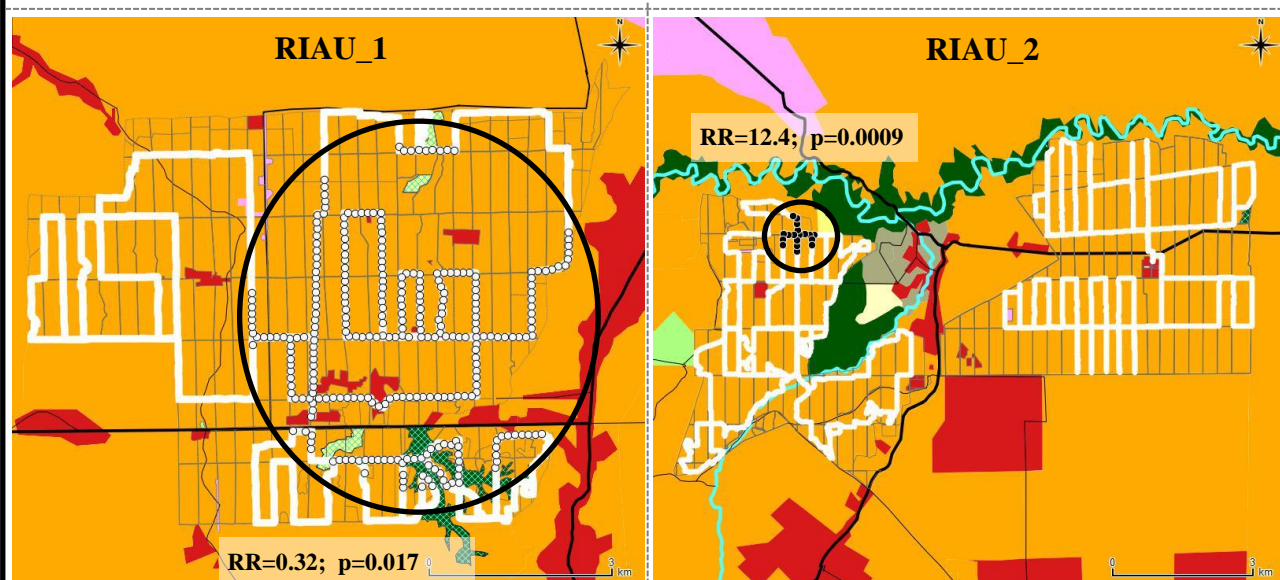 N
RIAU_1
RR=0.32; p=0.017
0 3
km
N
RIAU_2
RR=12.4; p=0.0009
0 3
km